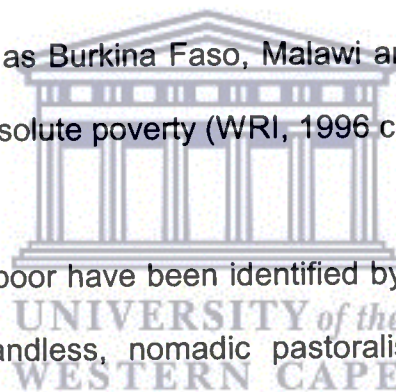 as Burkina Faso, Malawi
solute poverty (WRI, 1996
poor have been identified by
UNIVERSITY of the
andless, nomadic
WESTERN CAPE